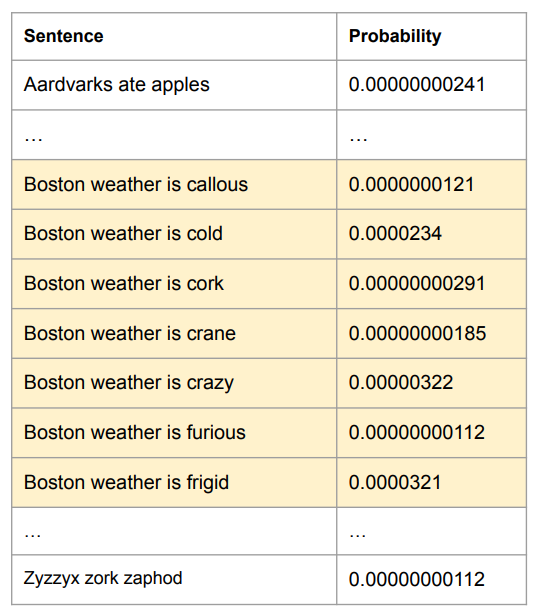 Sentence Probability
Aardvarks ate apples 0.00000000241
… …
Boston weather is callous 0.0000000121
Boston weather is cold 0.0000234
Boston weather is cork 0.00000000291
Boston weather is crane 0.00000000185
Boston weather is crazy 0.00000322
Boston weather is furious 0.00000000112
Boston weather is frigid 0.0000321
… …
Zyzzyx zork zaphod 0.00000000112